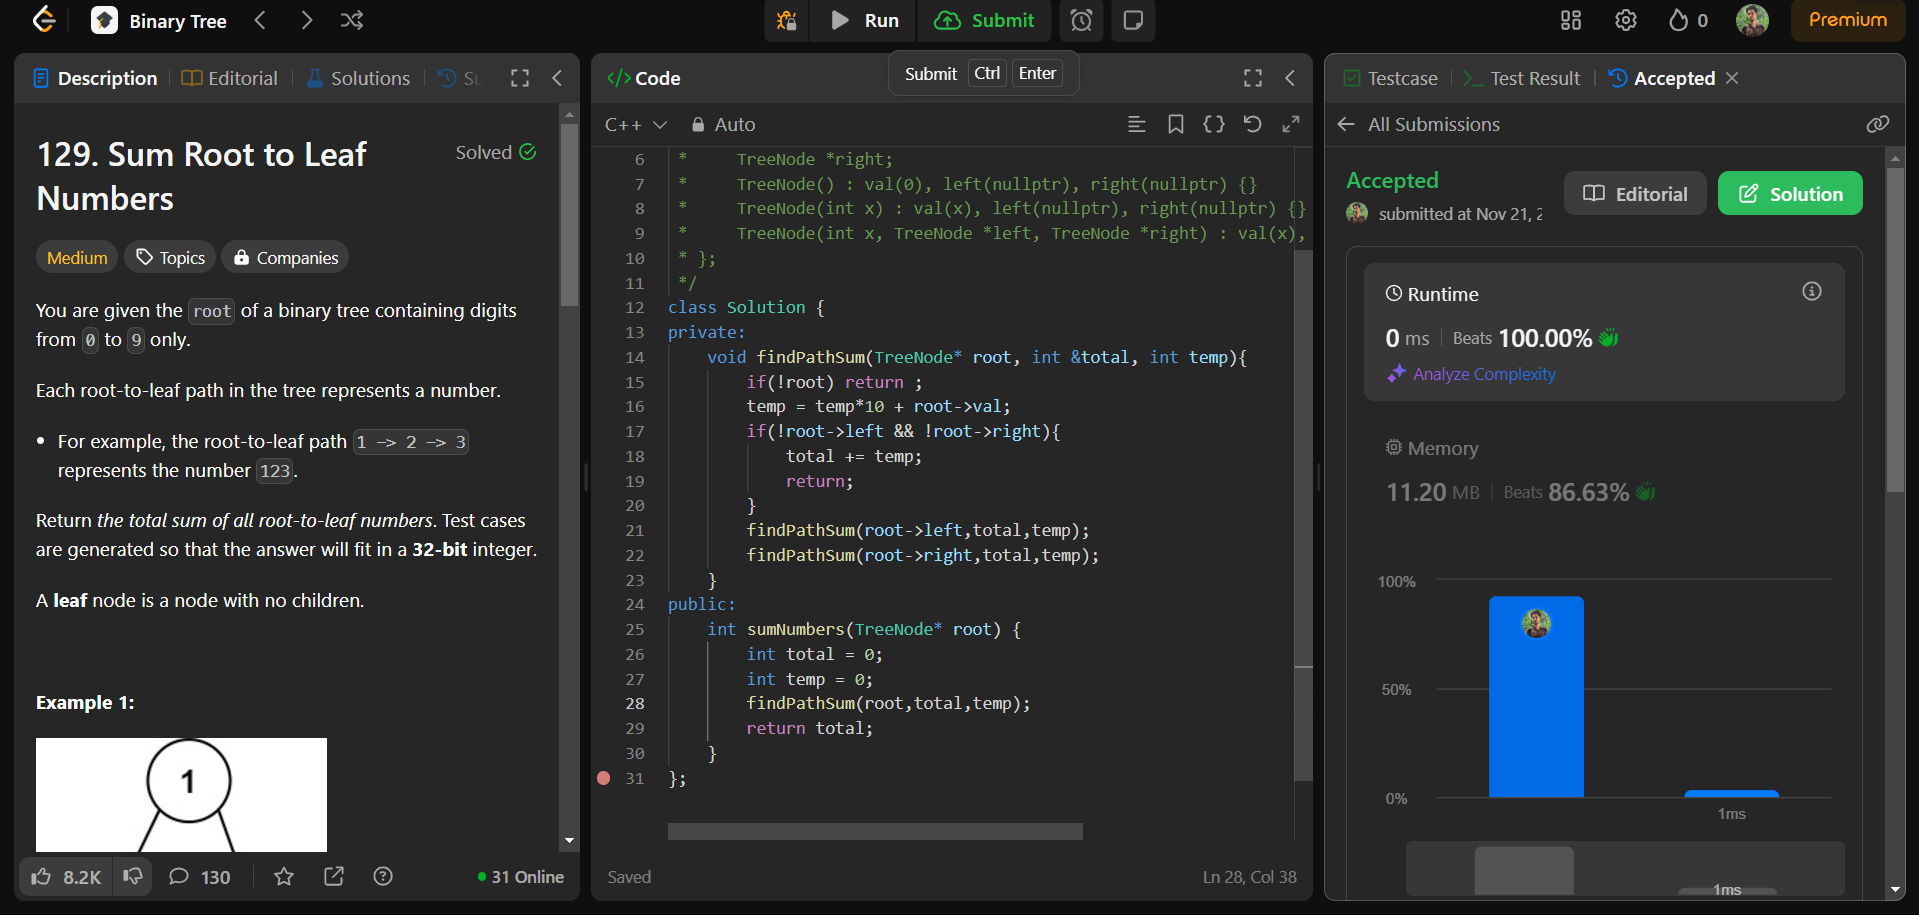 Binary Tree
Run
Submit
0
Premium
Description
Editorial
Solutions
Su
129. Sum Root to Leaf
Numbers
Solved
Medium
Topics
Companies
You are given the root of a binary tree containing digits
from 0 to 9 only.
Each root-to-leaf path in the tree represents a number.
• For example, the root-to-leaf path 1 -> 2 -> 3
represents the number 123.
Return the total sum of all root-to-leaf numbers. Test cases
are generated so that the answer will fit in a 32-bit integer.
A leaf node is a node with no children.
Example 1:
1
8.2K
130
31 Online
</> Code
Submit Ctrl Enter
C++
Auto
6 *     TreeNode *right;
7 *     TreeNode() : val(0), left(nullptr), right(nullptr) {}
8 *     TreeNode(int x) : val(x), left(nullptr), right(nullptr) {}
9 *     TreeNode(int x, TreeNode *left, TreeNode *right) : val(x),
10 * };
11 */
12 class Solution {
13 private:
14     void findPathSum(TreeNode* root, int &total, int temp){
15         if(!root) return ;
16         temp = temp*10 + root->val;
17         if(!root->left && !root->right){
18             total += temp;
19             return;
20         }
21         findPathSum(root->left,total,temp);
22         findPathSum(root->right,total,temp);
23     }
24 public:
25     int sumNumbers(TreeNode* root) {
26         int total = 0;
27         int temp = 0;
28         findPathSum(root,total,temp);
29         return total;
30     }
31 };
Saved
Ln 28, Col 38
Testcase
>_ Test Result
Accepted
All Submissions
Accepted
submitted at Nov 21, 2
Editorial
Solution
Runtime
0 ms
Beats 100.00%
Analyze Complexity
Memory
11.20 MB
Beats 86.63%
100%
50%
0%
1ms
1ms